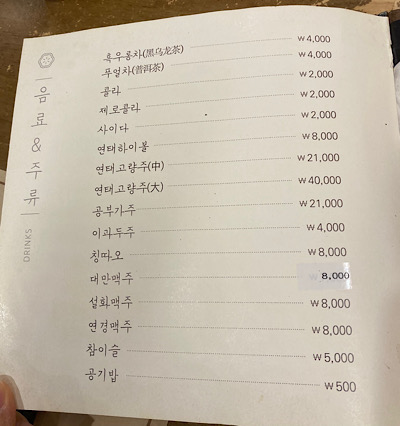 음료&주류
DRINKS
흑우롱차(黑乌龙茶) ₩4,000
푸얼차(普洱茶) ₩4,000
콜라 ₩2,000
제로콜라 ₩2,000
사이다 ₩2,000
연태하이볼 ₩8,000
연태고량주(中) ₩21,000
연태고량주(大) ₩40,000
공부가주 ₩21,000
이과두주 ₩4,000
칭따오 ₩8,000
대만맥주 ₩8,000
설화맥주 ₩8,000
연경맥주 ₩8,000
참이슬 ₩5,000
공기밥 ₩500